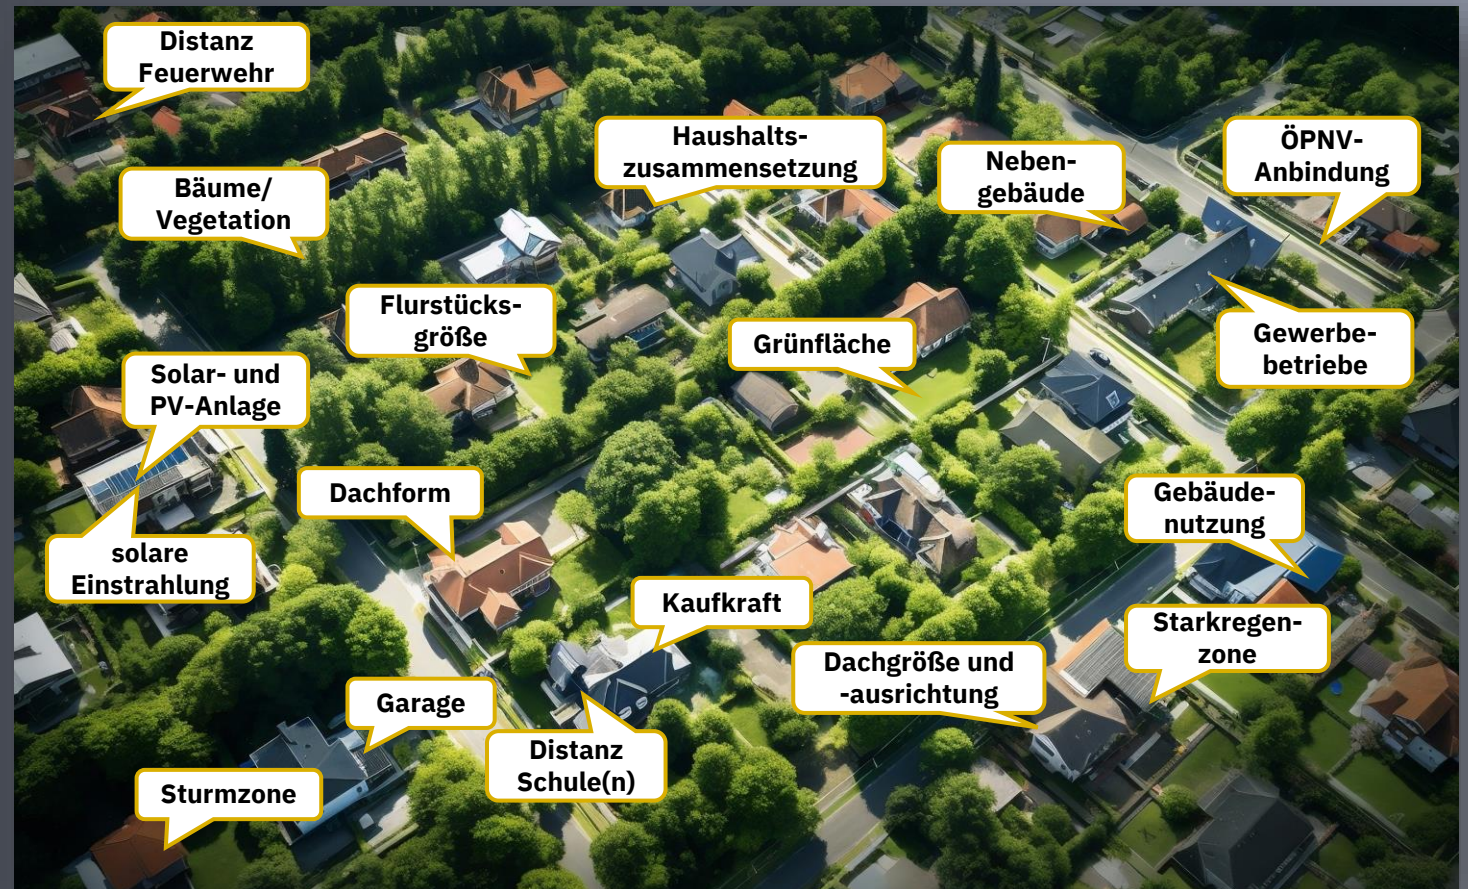 Distanz
Feuerwehr
Haushalts-
zusammensetzung
ÖPNV-
Anbindung
Neben-
gebäude
Bäume/
Vegetation
Flurstücks-
größe
Grünfläche
Gewerbe-
betriebe
Solar- und
PV-Anlage
Dachform
Gebäude-
nutzung
solare
Einstrahlung
Kaufkraft
Starkregen-
zone
Dachgröße und
-ausrichtung
Garage
Distanz
Schule(n)
Sturmzone